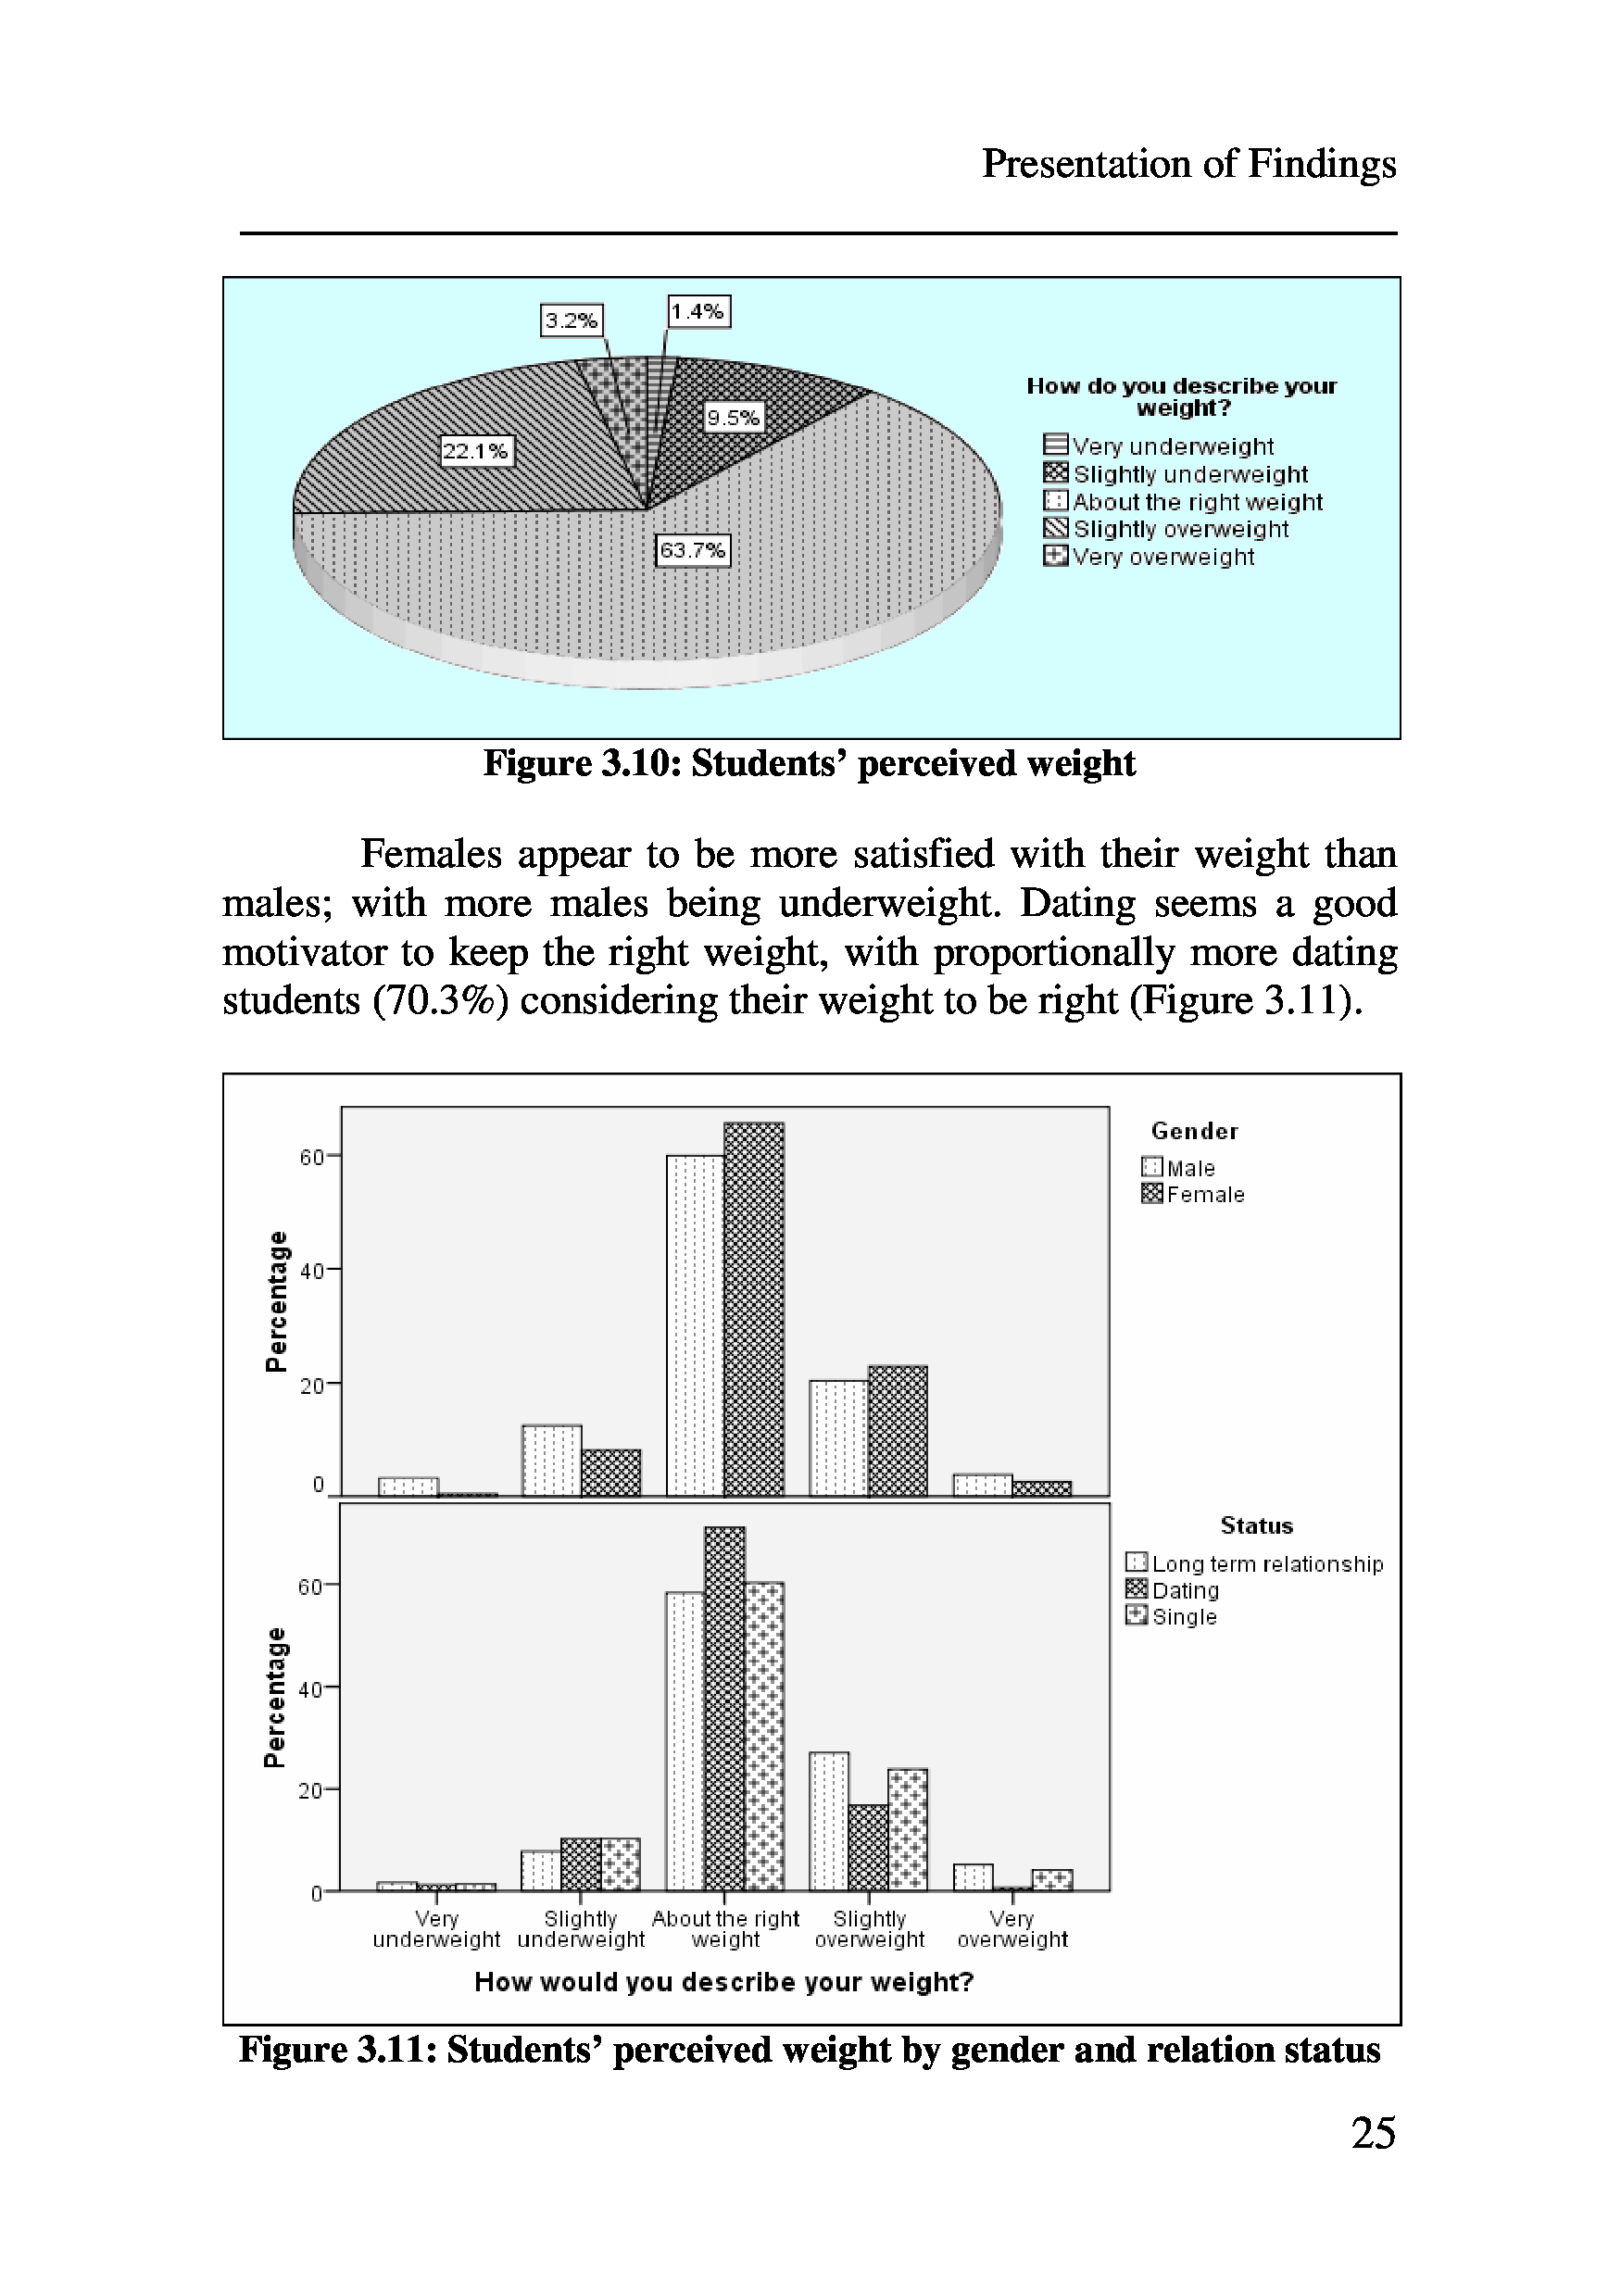 Presentation of Findings
3.2%
1.4%
9.5%
22.1%
63.7%
How do you describe your
weight?
Very underweight
Slightly underweight
About the right weight
Slightly overweight
Very overweight
Figure 3.10: Students’ perceived weight
Females appear to be more satisfied with their weight than
males; with more males being underweight. Dating seems a good
motivator to keep the right weight, with proportionally more dating
students (70.3%) considering their weight to be right (Figure 3.11).
Gender
Male
Female
Percentage
60
40
20
0
Status
Long term relationship
Dating
Single
Percentage
60
40
20
0
Very underweight
Slightly underweight
About the right weight
Slightly overweight
Very overweight
How would you describe your weight?
Figure 3.11: Students’ perceived weight by gender and relation status
25